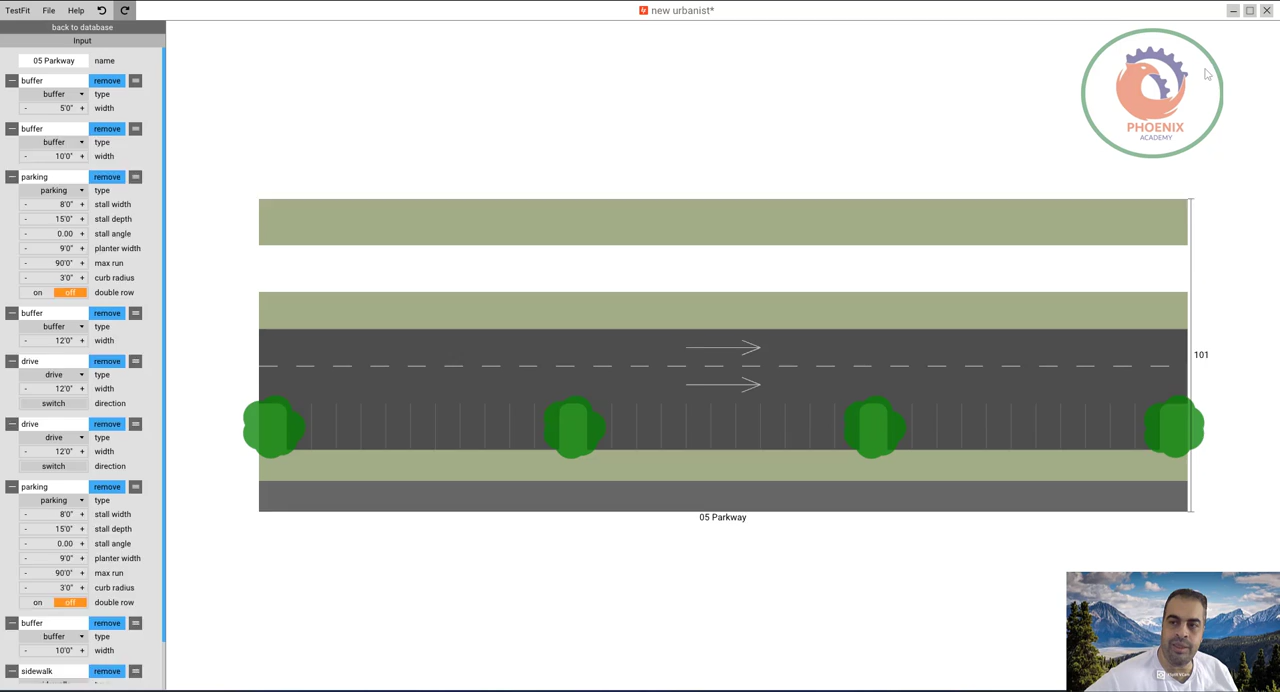 TestFit File Help new urbanist*
back to database
Input
05 Parkway name
buffer remove
buffer type
- 5'0" + width
buffer remove
buffer type
- 10'0" + width
parking remove
parking type
- 8'0" + stall width
- 15'0" + stall depth
- 0.00 + stall angle
- 9'0" + planter width
- 90'0" + max run
- 3'0" + curb radius
on off double row
buffer remove
buffer type
- 12'0" + width
drive remove
drive type
- 12'0" + width
switch direction
drive remove
drive type
- 12'0" + width
switch direction
parking remove
parking type
- 8'0" + stall width
- 15'0" + stall depth
- 0.00 + stall angle
- 9'0" + planter width
- 90'0" + max run
- 3'0" + curb radius
on off double row
buffer remove
buffer type
- 10'0" + width
sidewalk remove
PHOENIX
ACADEMY
101
05 Parkway